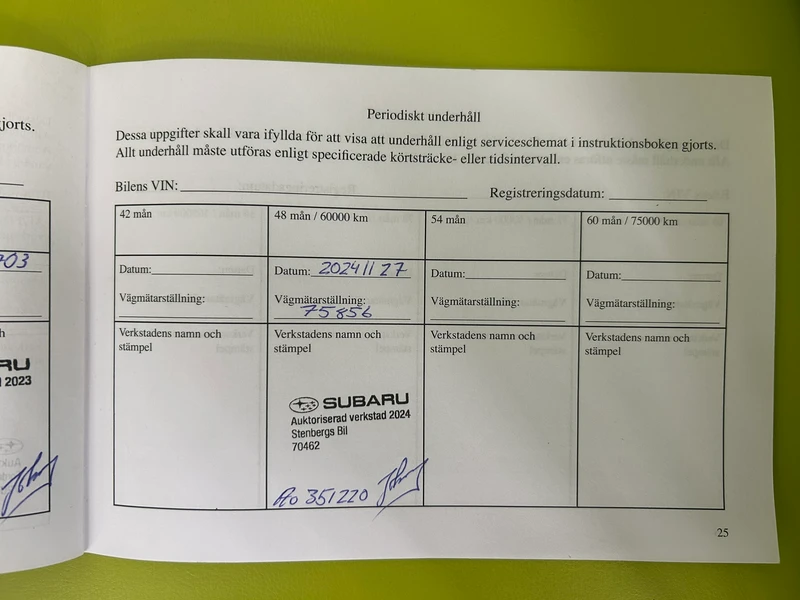 jorts.
703
h
RU
2023
Periodiskt underhåll
Dessa uppgifter skall vara ifyllda för att visa att underhåll enligt serviceschemat i instruktionsboken gjorts.
Allt underhåll måste utföras enligt specificerade körtsträcke- eller tidsintervall.
Bilens VIN:
Registreringsdatum:
42 mån
48 mån / 60000 km
54 mån
60 mån / 75000 km
Datum:
Datum: 20241127
Datum:
Datum:
Vägmätarställning:
Vägmätarställning:
75856
Vägmätarställning:
Vägmätarställning:
Verkstadens namn och
stämpel
Verkstadens namn och
stämpel
SUBARU
Auktoriserad verkstad 2024
Stenbergs Bil
70462
Ao 351220
Verkstadens namn och
stämpel
Verkstadens namn och
stämpel
25